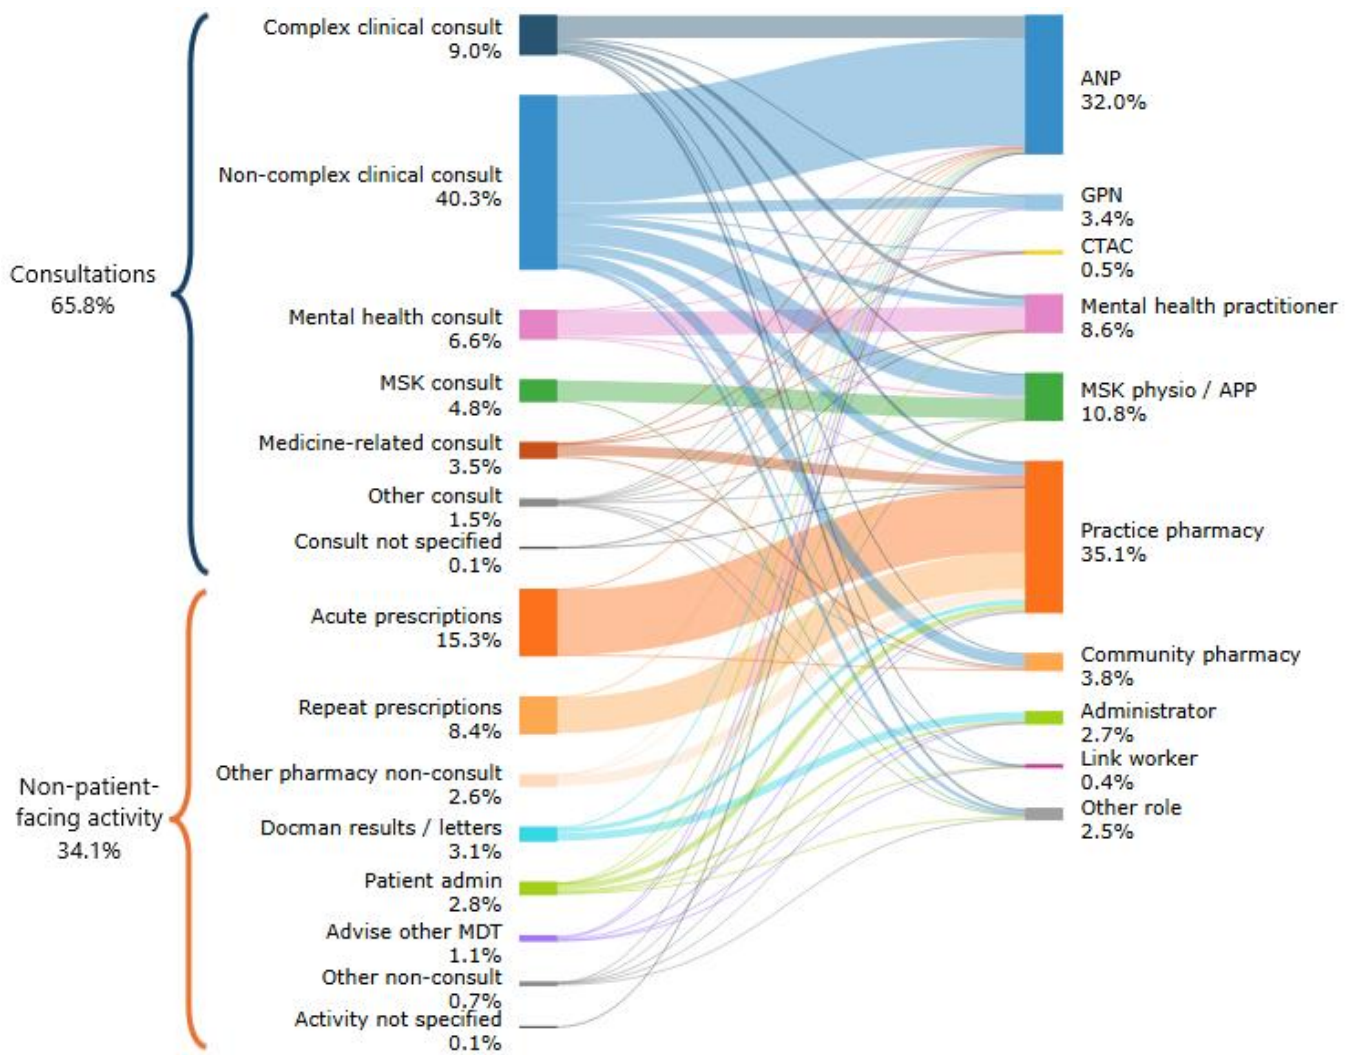 Consultations
65.8%
Non-patient-
facing activity
34.1%
Complex clinical consult
9.0%
Non-complex clinical consult
40.3%
Mental health consult
6.6%
MSK consult
4.8%
Medicine-related consult
3.5%
Other consult
1.5%
Consult not specified
0.1%
Acute prescriptions
15.3%
Repeat prescriptions
8.4%
Other pharmacy non-consult
2.6%
Docman results / letters
3.1%
Patient admin
2.8%
Advise other MDT
1.1%
Other non-consult
0.7%
Activity not specified
0.1%
ANP
32.0%
GPN
3.4%
CTAC
0.5%
Mental health practitioner
8.6%
MSK physio / APP
10.8%
Practice pharmacy
35.1%
Community pharmacy
3.8%
Administrator
2.7%
Link worker
0.4%
Other role
2.5%